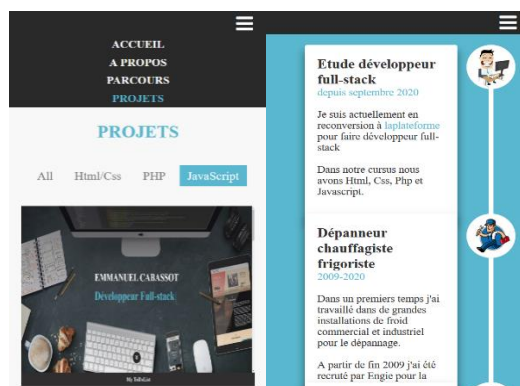 ACCUEIL
A PROPOS
PARCOURS
PROJETS
PROJETS
All Html/Css PHP JavaScript
EMMANUEL CABASSOT
Développeur Full-stack
My ToDoList
Etude développeur
full-stack
depuis septembre 2020
Je suis actuellement en
reconversion à laplateforme
pour faire développeur full-
stack
Dans notre cursus nous
avons Html, Css, Php et
Javascript.
Dépanneur
chauffagiste
frigoriste
2009-2020
Dans un premiers temps j'ai
travaillé dans de grandes
installations de froid
commercial et industriel
pour le dépannage.
A partir de fin 2009 j'ai été
recruté par Engie pour la